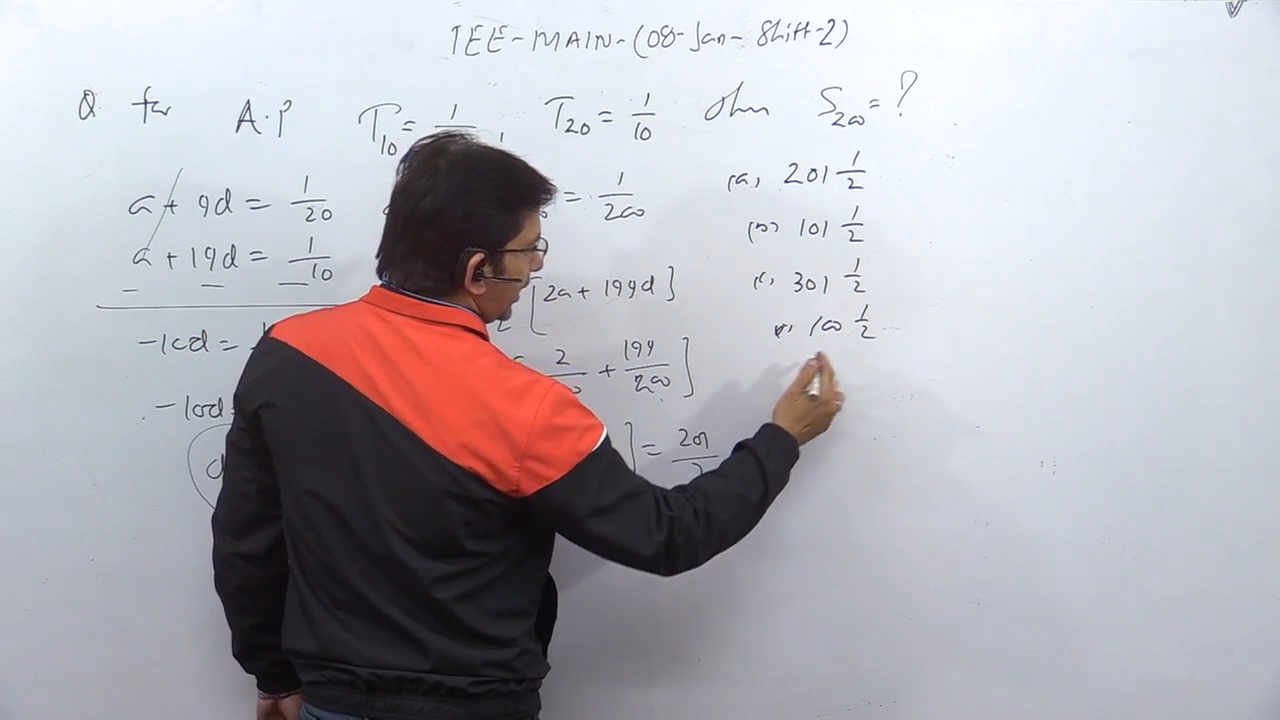 JEE-MAIN-(08-Jan-Shift-2)
Q for A.P T10 = 1 , T20 = 1/10 then S200 = ?
a + 9d = 1/20 = 1/200
a + 19d = 1/10
[2a + 199d]
-10d =
2 + 199/200 ]
-10d =
] = 201/2
(a) 201 1/2
(b) 101 1/2
(c) 301 1/2
100 1/2